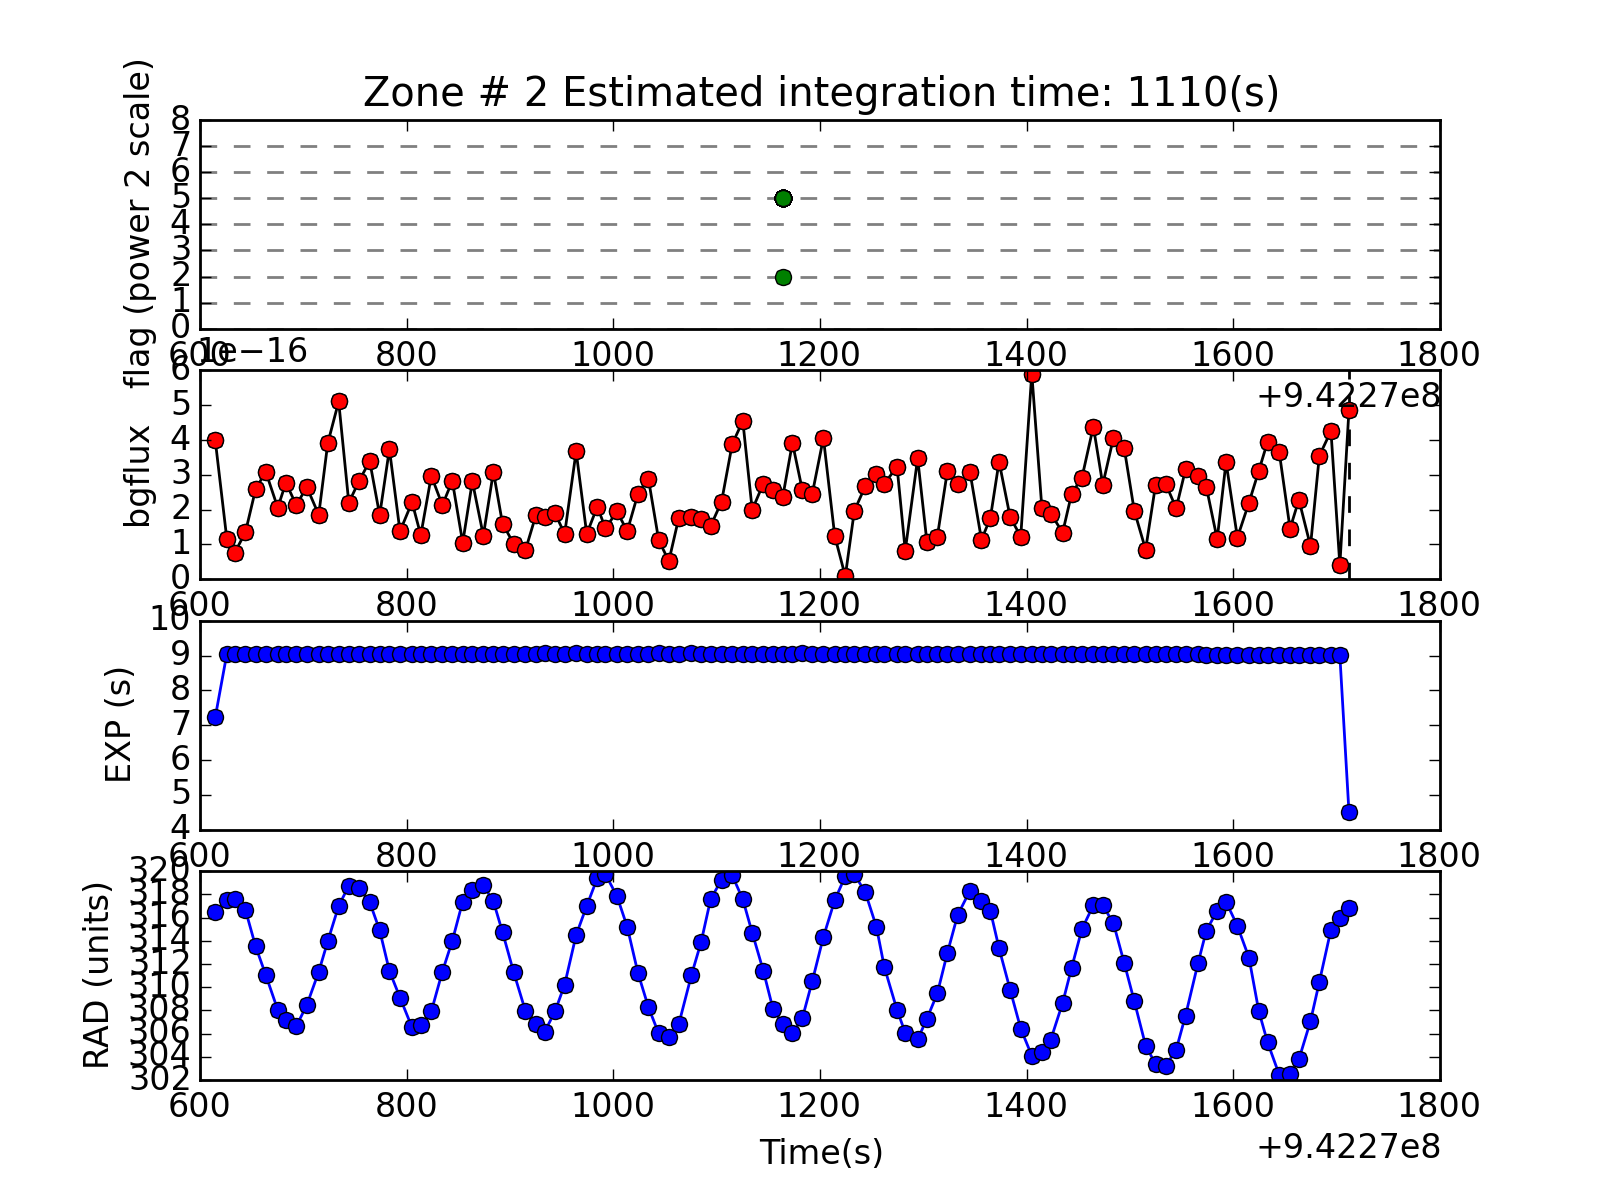 Zone # 2 Estimated integration time: 1110(s)
flag (power 2 scale)
8
7
6
5
4
3
2
1
0
600 800 1000 1200 1400 1600 1800
+9.4227e8
1e−16
bgflux
6
5
4
3
2
1
0
600 800 1000 1200 1400 1600 1800
EXP (s)
10
9
8
7
6
5
4
600 800 1000 1200 1400 1600 1800
RAD (units)
320
318
316
314
312
310
308
306
304
302
600 800 1000 1200 1400 1600 1800
Time(s)
+9.4227e8